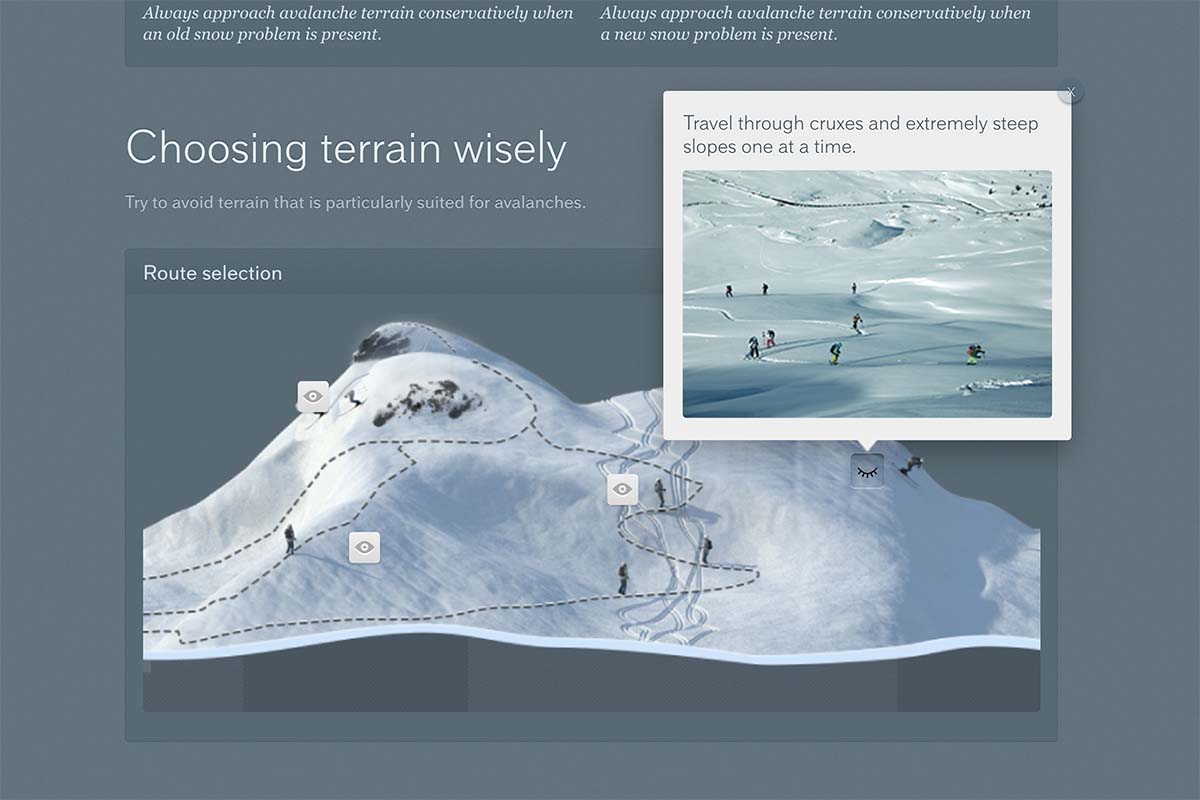 Always approach avalanche terrain conservatively when
an old snow problem is present.
Always approach avalanche terrain conservatively when
a new snow problem is present.
Choosing terrain wisely
Try to avoid terrain that is particularly suited for avalanches.
Route selection
X
Travel through cruxes and extremely steep
slopes one at a time.